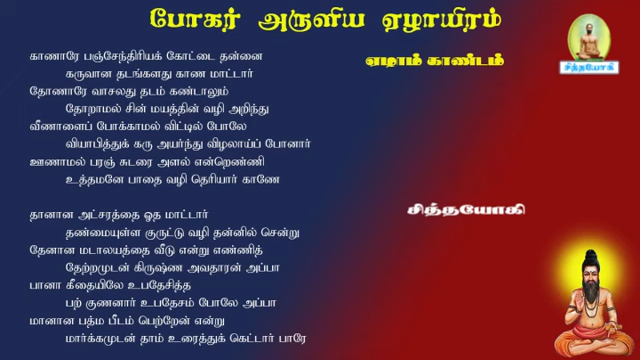 போகர் அருளிய ஏழாயிரம்
ஏழாம் காண்டம்
சித்தயோகி
காணாரே பஞ்சேந்திரியக் கோட்டை தன்னை
கருவான தடங்களது காண மாட்டார்
தோணாரே வாசலது தடம் கண்டாலும்
தோறாமல் சின் மயத்தின் வழி அறிந்து
வீணாளைப் போக்காமல் விட்டில் போலே
வியாபித்துக் கரு அயர்ந்து விழலாய்ப் போனார்
ஊணாமல் பரஞ் சுடரை அளல் என்றெண்ணி
உத்தமனே பாதை வழி தெரியார் காணே
தானான அட்சரத்தை ஓத மாட்டார்
தண்மையுள்ள குருட்டு வழி தன்னில் சென்று
தேனான மடாலயத்தை வீடு என்று எண்ணித்
தேற்றமுடன் கிருஷ்ண அவதாரன் அப்பா
பானா கீதையிலே உபதேசித்த
பற் குணனார் உபதேசம் போலே அப்பா
மானான பத்ம பீடம் பெற்றேன் என்று
மார்க்கமுடன் தாம் உரைத்துக் கெட்டார் பாரே
சித்தயோகி